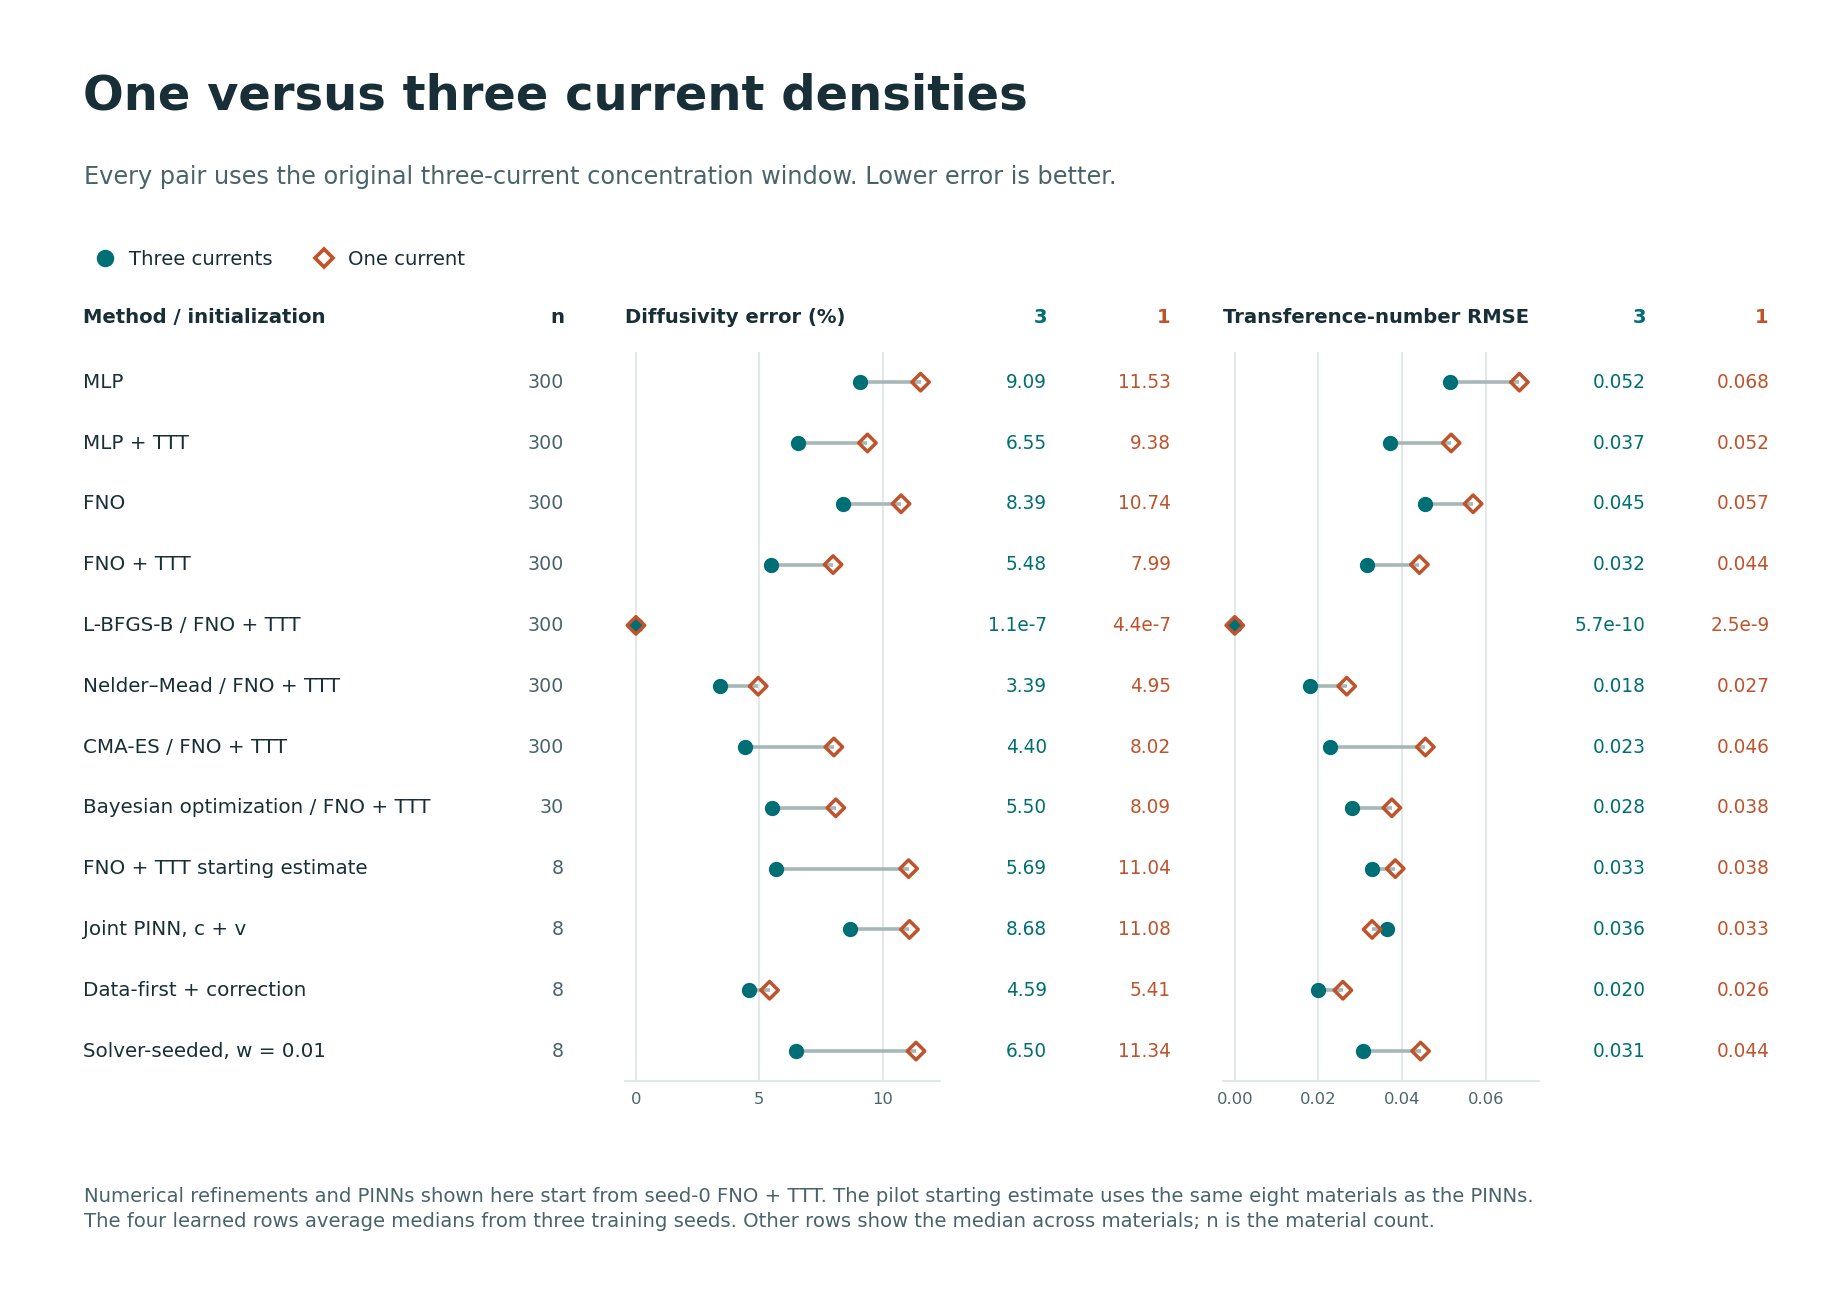 One versus three current densities
Every pair uses the original three-current concentration window. Lower error is better.
Three currents One current
Method / initialization n Diffusivity error (%) 3 1 Transference-number RMSE 3 1
MLP 300 9.09 11.53 0.052 0.068
MLP + TTT 300 6.55 9.38 0.037 0.052
FNO 300 8.39 10.74 0.045 0.057
FNO + TTT 300 5.48 7.99 0.032 0.044
L-BFGS-B / FNO + TTT 300 1.1e-7 4.4e-7 5.7e-10 2.5e-9
Nelder–Mead / FNO + TTT 300 3.39 4.95 0.018 0.027
CMA-ES / FNO + TTT 300 4.40 8.02 0.023 0.046
Bayesian optimization / FNO + TTT 30 5.50 8.09 0.028 0.038
FNO + TTT starting estimate 8 5.69 11.04 0.033 0.038
Joint PINN, c + v 8 8.68 11.08 0.036 0.033
Data-first + correction 8 4.59 5.41 0.020 0.026
Solver-seeded, w = 0.01 8 6.50 11.34 0.031 0.044
0 5 10 0.00 0.02 0.04 0.06
Numerical refinements and PINNs shown here start from seed-0 FNO + TTT. The pilot starting estimate uses the same eight materials as the PINNs.
The four learned rows average medians from three training seeds. Other rows show the median across materials; n is the material count.